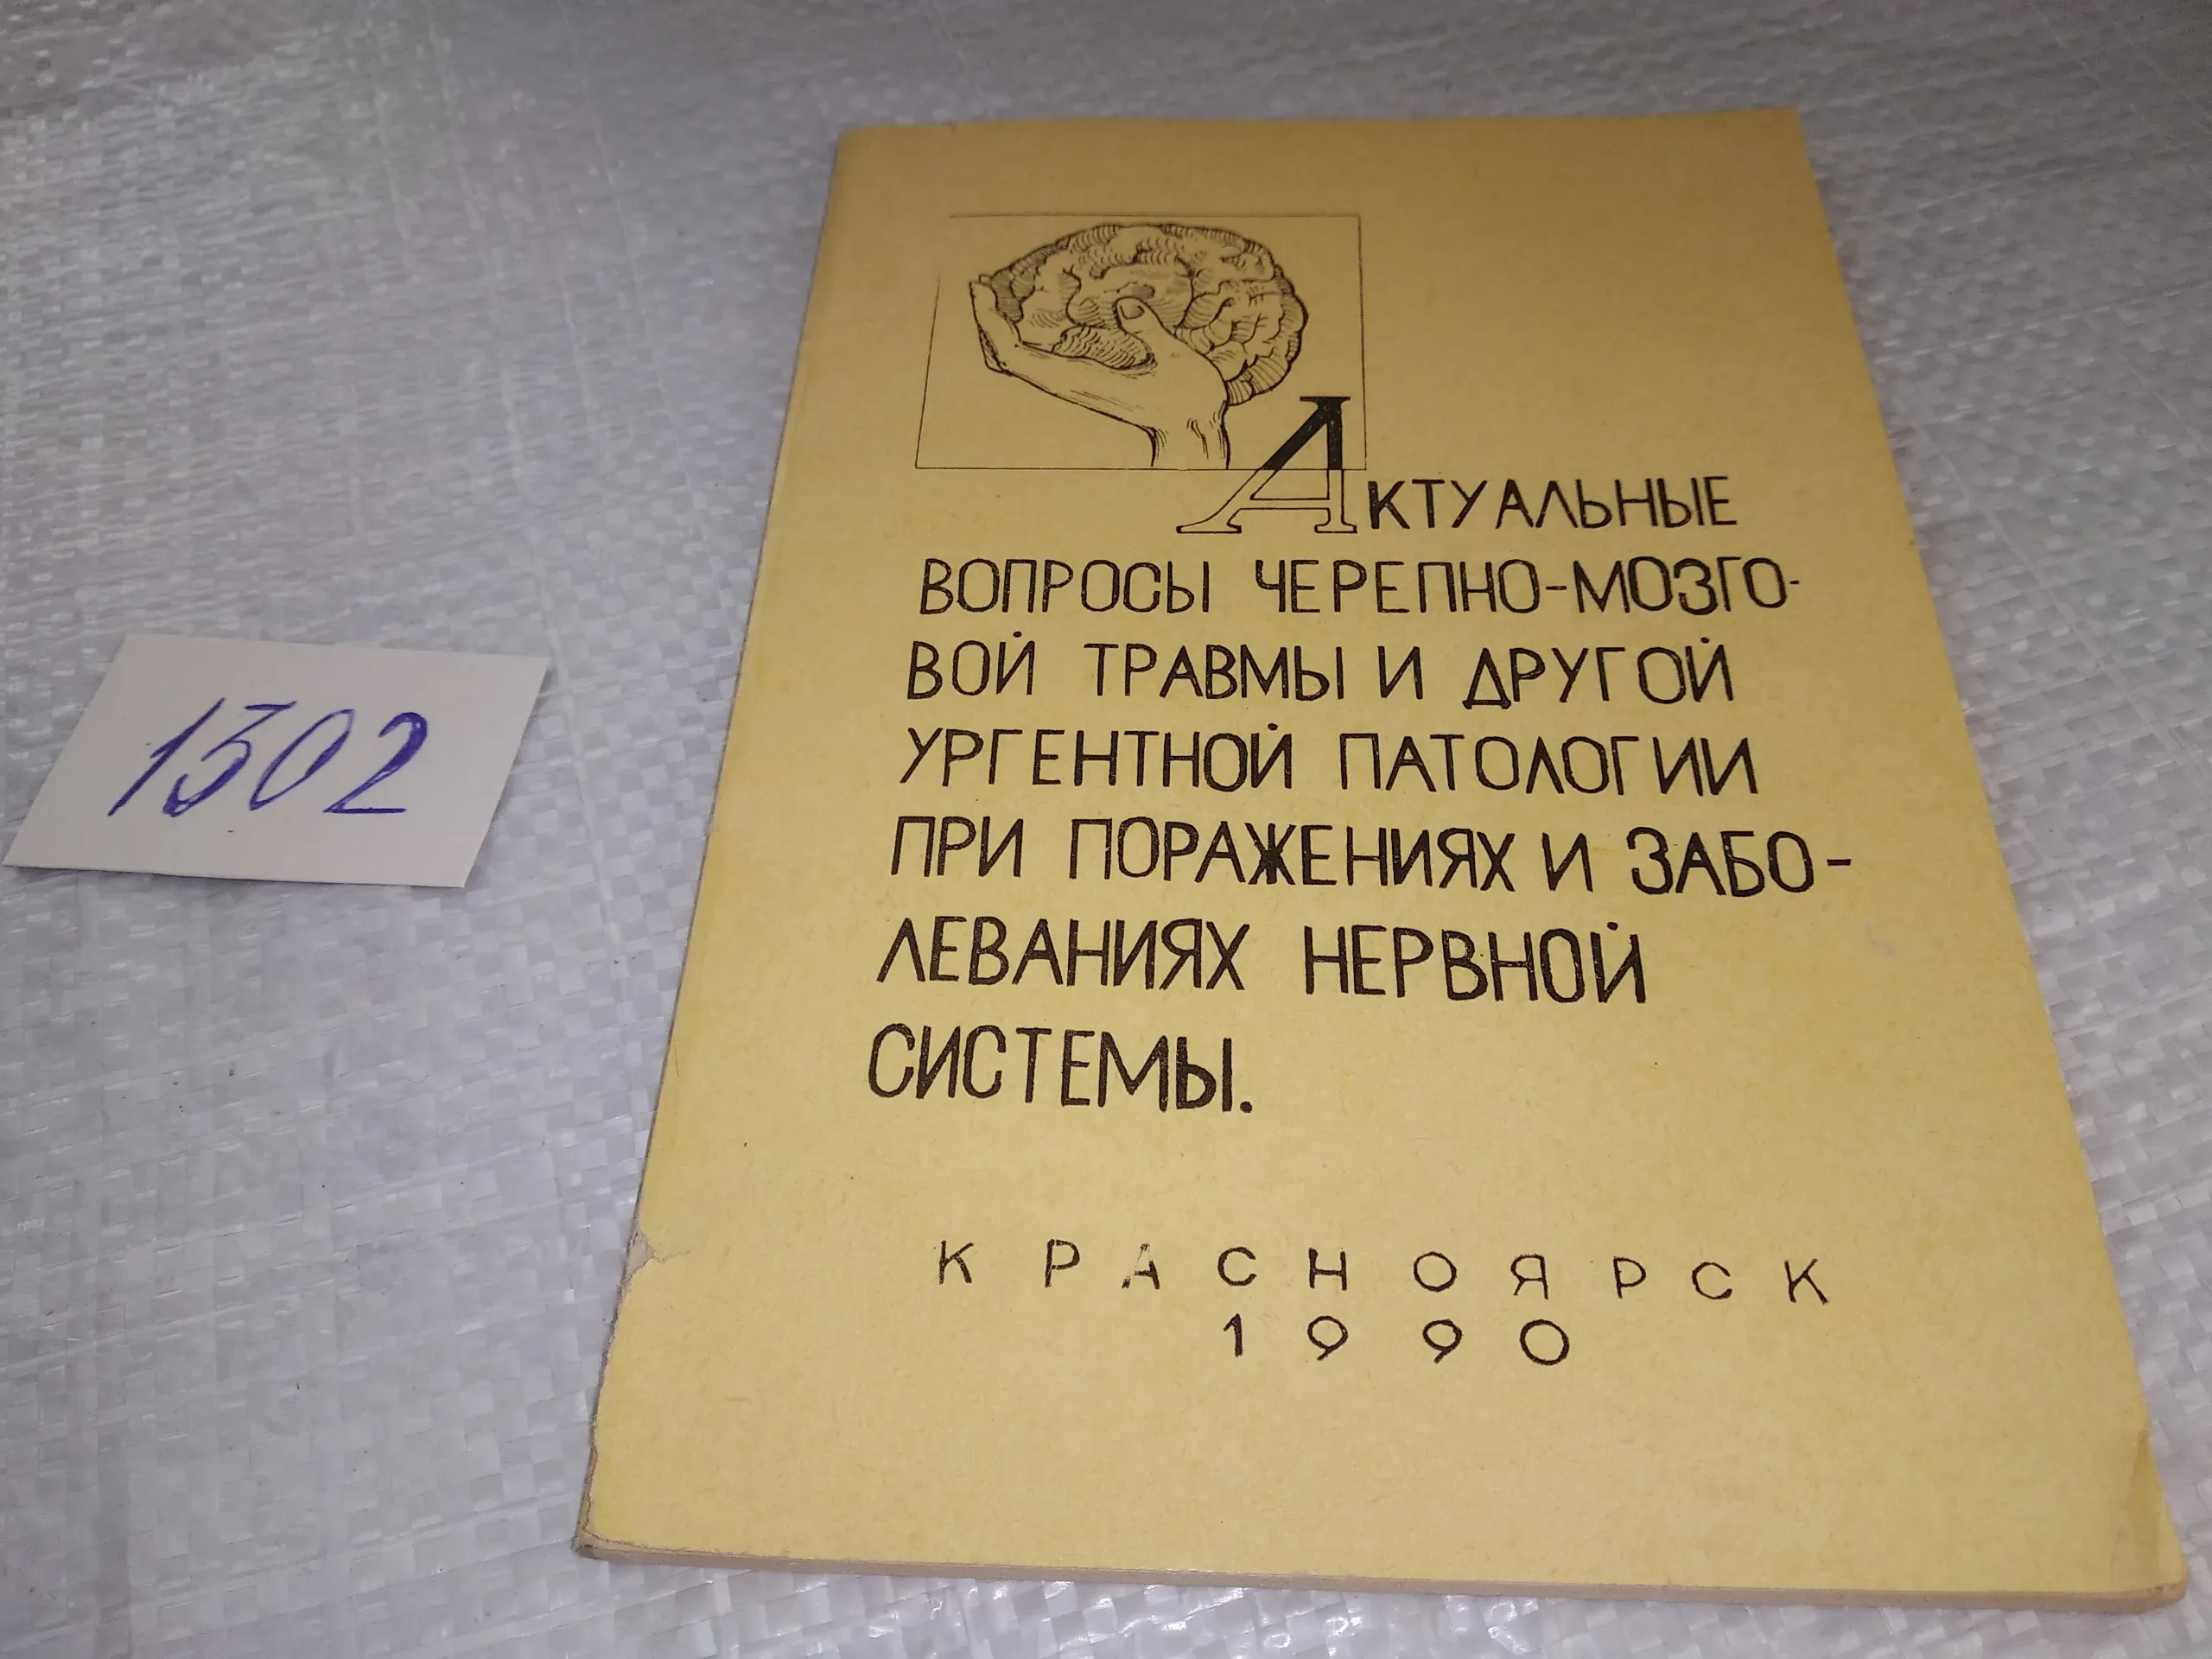 1302
Актуальные
вопросы черепно-мозго-
вой травмы и другой
ургентной патологии
при поражениях и забо-
леваниях нервной
системы.
Красноярск
1990